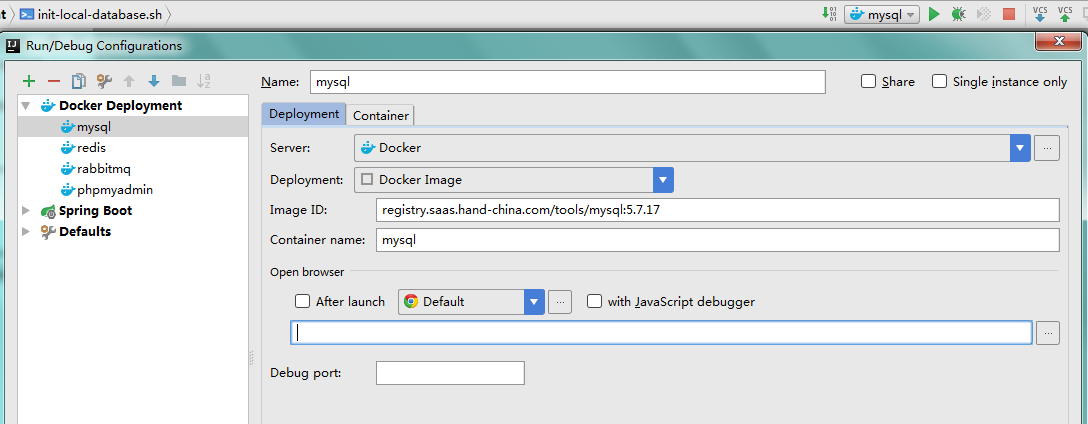 t init-local-database.sh mysql VCS VCS
Run/Debug Configurations
Name: mysql Share Single instance only
Docker Deployment
mysql
redis
rabbitmq
phpmyadmin
Spring Boot
Defaults
Deployment Container
Server: Docker ...
Deployment: Docker Image
Image ID: registry.saas.hand-china.com/tools/mysql:5.7.17
Container name: mysql
Open browser
After launch Default ... with JavaScript debugger
...
Debug port: